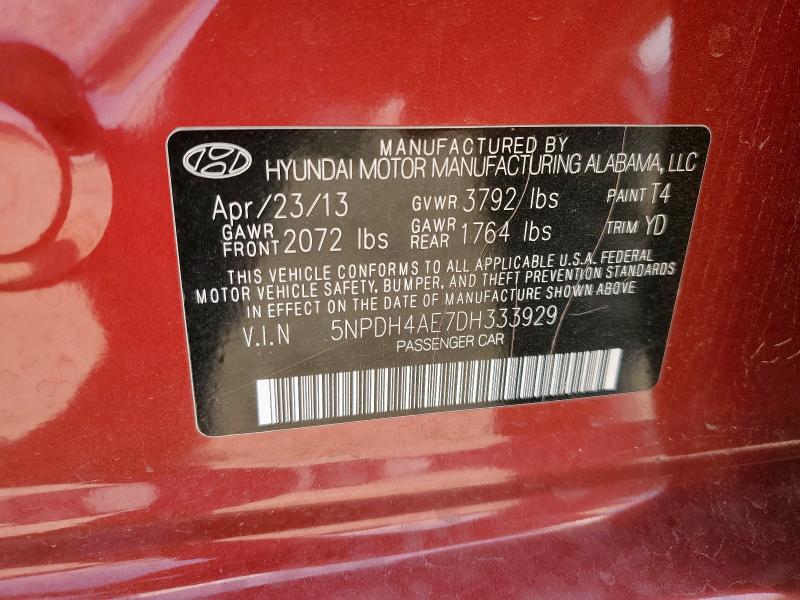 MANUFACTURED BY
HYUNDAI MOTOR MANUFACTURING ALABAMA, LLC
Apr/23/13 GVWR 3792 lbs PAINT T4
GAWR FRONT 2072 lbs GAWR REAR 1764 lbs TRIM YD
THIS VEHICLE CONFORMS TO ALL APPLICABLE U.S.A. FEDERAL
MOTOR VEHICLE SAFETY, BUMPER, AND THEFT PREVENTION STANDARDS
IN EFFECT ON THE DATE OF MANUFACTURE SHOWN ABOVE
V.I.N 5NPDH4AE7DH333929
PASSENGER CAR